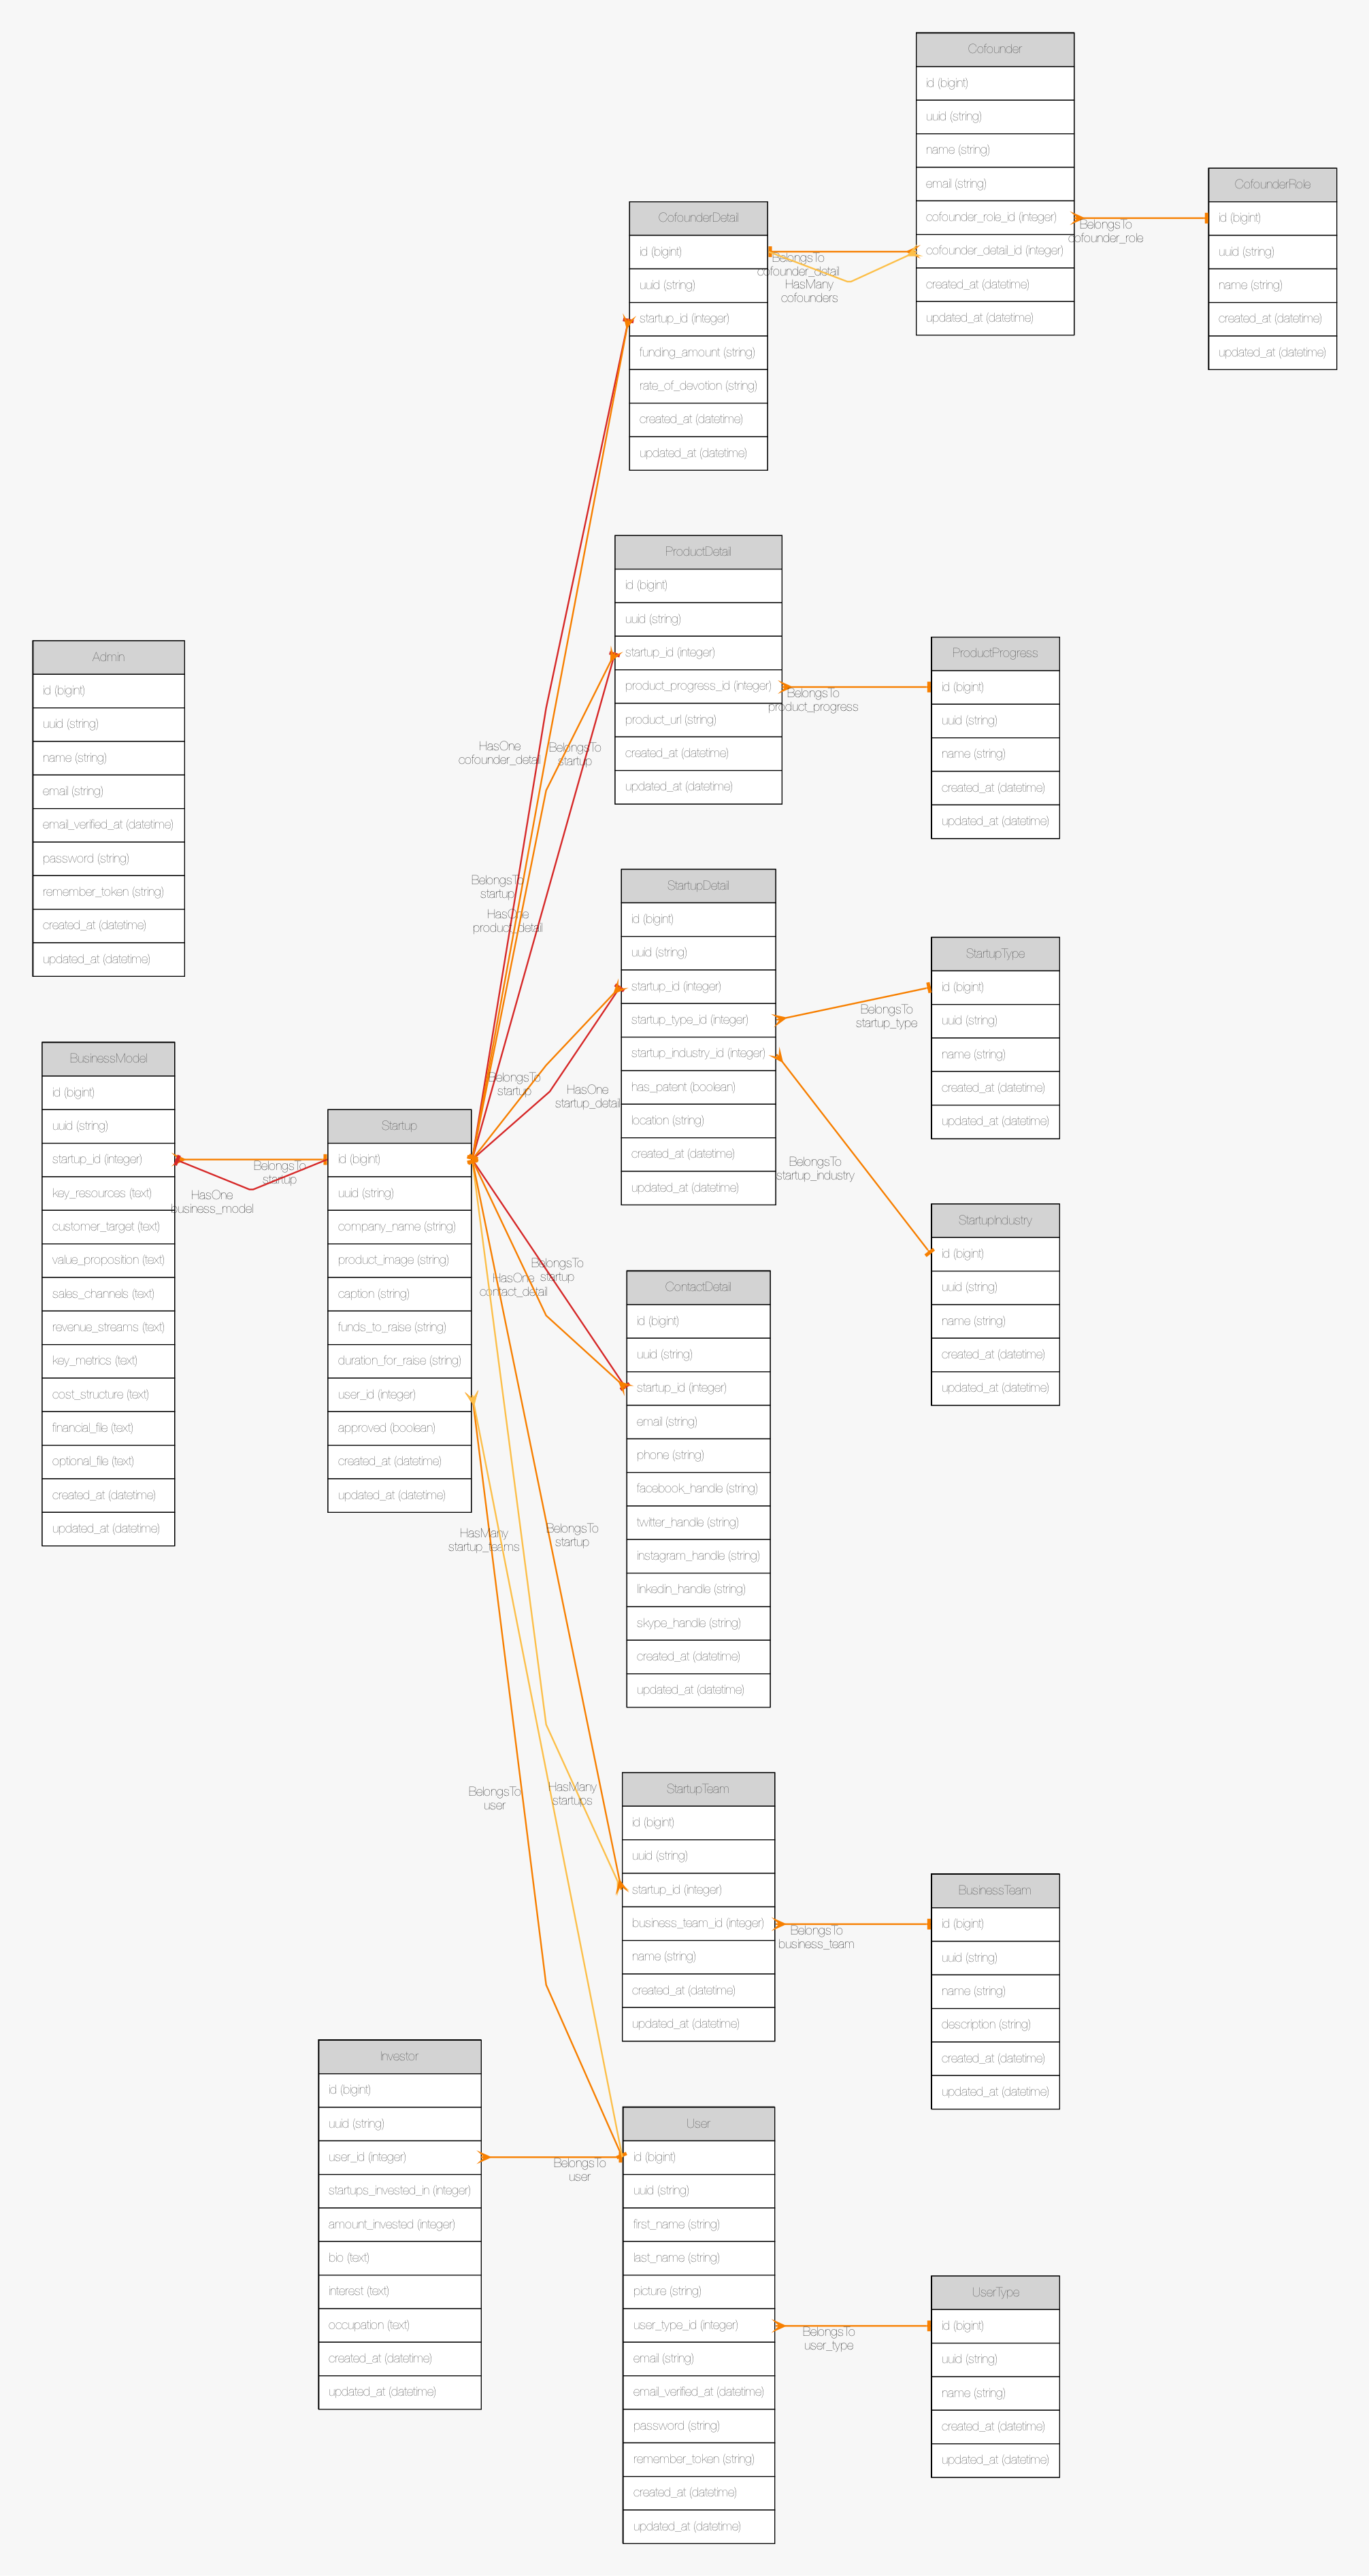 Cofounder
id (bigint)
uuid (string)
name (string)
email (string)
cofounder_role_id (integer)
cofounder_detail_id (integer)
created_at (datetime)
updated_at (datetime)
CofounderRole
id (bigint)
uuid (string)
name (string)
created_at (datetime)
updated_at (datetime)
BelongsTo
cofounder_role
CofounderDetail
id (bigint)
uuid (string)
startup_id (integer)
funding_amount (string)
rate_of_devotion (string)
created_at (datetime)
updated_at (datetime)
BelongsTo
cofounder_detail
HasMany
cofounders
ProductDetail
id (bigint)
uuid (string)
startup_id (integer)
product_progress_id (integer)
product_url (string)
created_at (datetime)
updated_at (datetime)
BelongsTo
product_progress
ProductProgress
id (bigint)
uuid (string)
name (string)
created_at (datetime)
updated_at (datetime)
Admin
id (bigint)
uuid (string)
name (string)
email (string)
email_verified_at (datetime)
password (string)
remember_token (string)
created_at (datetime)
updated_at (datetime)
HasOne
cofounder_detail
BelongsTo
startup
BelongsTo
startup
HasOne
product_detail
StartupDetail
id (bigint)
uuid (string)
startup_id (integer)
startup_type_id (integer)
startup_industry_id (integer)
has_patent (boolean)
location (string)
created_at (datetime)
updated_at (datetime)
BelongsTo
startup_type
StartupType
id (bigint)
uuid (string)
name (string)
created_at (datetime)
updated_at (datetime)
BelongsTo
startup_industry
StartupIndustry
id (bigint)
uuid (string)
name (string)
created_at (datetime)
updated_at (datetime)
BelongsTo
startup
HasOne
startup_detail
BusinessModel
id (bigint)
uuid (string)
startup_id (integer)
key_resources (text)
customer_target (text)
value_proposition (text)
sales_channels (text)
revenue_streams (text)
key_metrics (text)
cost_structure (text)
financial_file (text)
optional_file (text)
created_at (datetime)
updated_at (datetime)
BelongsTo
startup
HasOne
business_model
Startup
id (bigint)
uuid (string)
company_name (string)
product_image (string)
caption (string)
funds_to_raise (string)
duration_for_raise (string)
user_id (integer)
approved (boolean)
created_at (datetime)
updated_at (datetime)
BelongsTo
startup
HasOne
contact_detail
ContactDetail
id (bigint)
uuid (string)
startup_id (integer)
email (string)
phone (string)
facebook_handle (string)
twitter_handle (string)
instagram_handle (string)
linkedin_handle (string)
skype_handle (string)
created_at (datetime)
updated_at (datetime)
HasMany
startup_teams
BelongsTo
startup
BelongsTo
user
HasMany
startups
StartupTeam
id (bigint)
uuid (string)
startup_id (integer)
business_team_id (integer)
name (string)
created_at (datetime)
updated_at (datetime)
BelongsTo
business_team
BusinessTeam
id (bigint)
uuid (string)
name (string)
description (string)
created_at (datetime)
updated_at (datetime)
Investor
id (bigint)
uuid (string)
user_id (integer)
startups_invested_in (integer)
amount_invested (integer)
bio (text)
interest (text)
occupation (text)
created_at (datetime)
updated_at (datetime)
BelongsTo
user
User
id (bigint)
uuid (string)
first_name (string)
last_name (string)
picture (string)
user_type_id (integer)
email (string)
email_verified_at (datetime)
password (string)
remember_token (string)
created_at (datetime)
updated_at (datetime)
BelongsTo
user_type
UserType
id (bigint)
uuid (string)
name (string)
created_at (datetime)
updated_at (datetime)